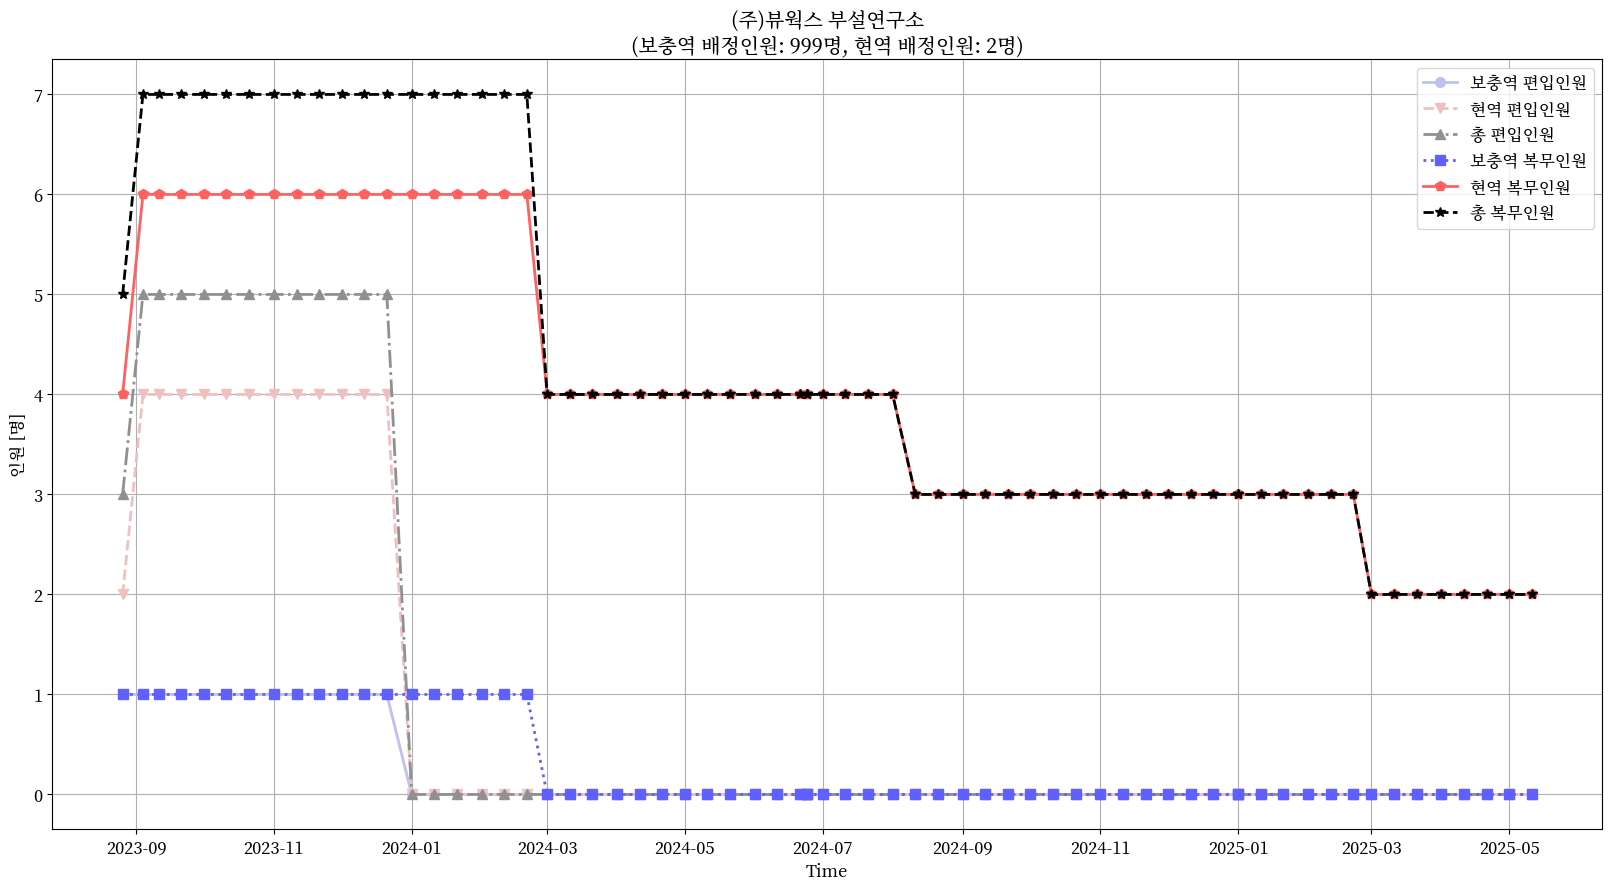 (주)뷰웍스 부설연구소
(보충역 배정인원: 999명, 현역 배정인원: 2명)
보충역 편입인원
현역 편입인원
총 편입인원
보충역 복무인원
현역 복무인원
총 복무인원
인원 [명]
7
6
5
4
3
2
1
0
2023-09
2023-11
2024-01
2024-03
2024-05
2024-07
2024-09
2024-11
2025-01
2025-03
2025-05
Time